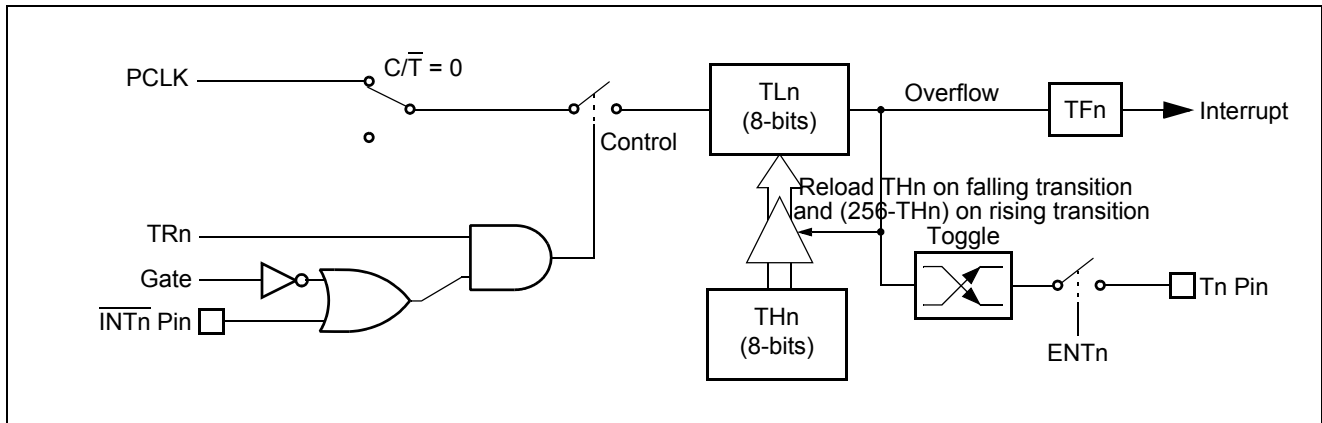 PCLK
C/T̅ = 0
TLn
(8-bits)
Overflow
TFn
Interrupt
Control
Reload THn on falling transition
and (256-THn) on rising transition
TRn
Toggle
Gate
I̅N̅T̅n̅ Pin
THn
(8-bits)
Tn Pin
ENTn